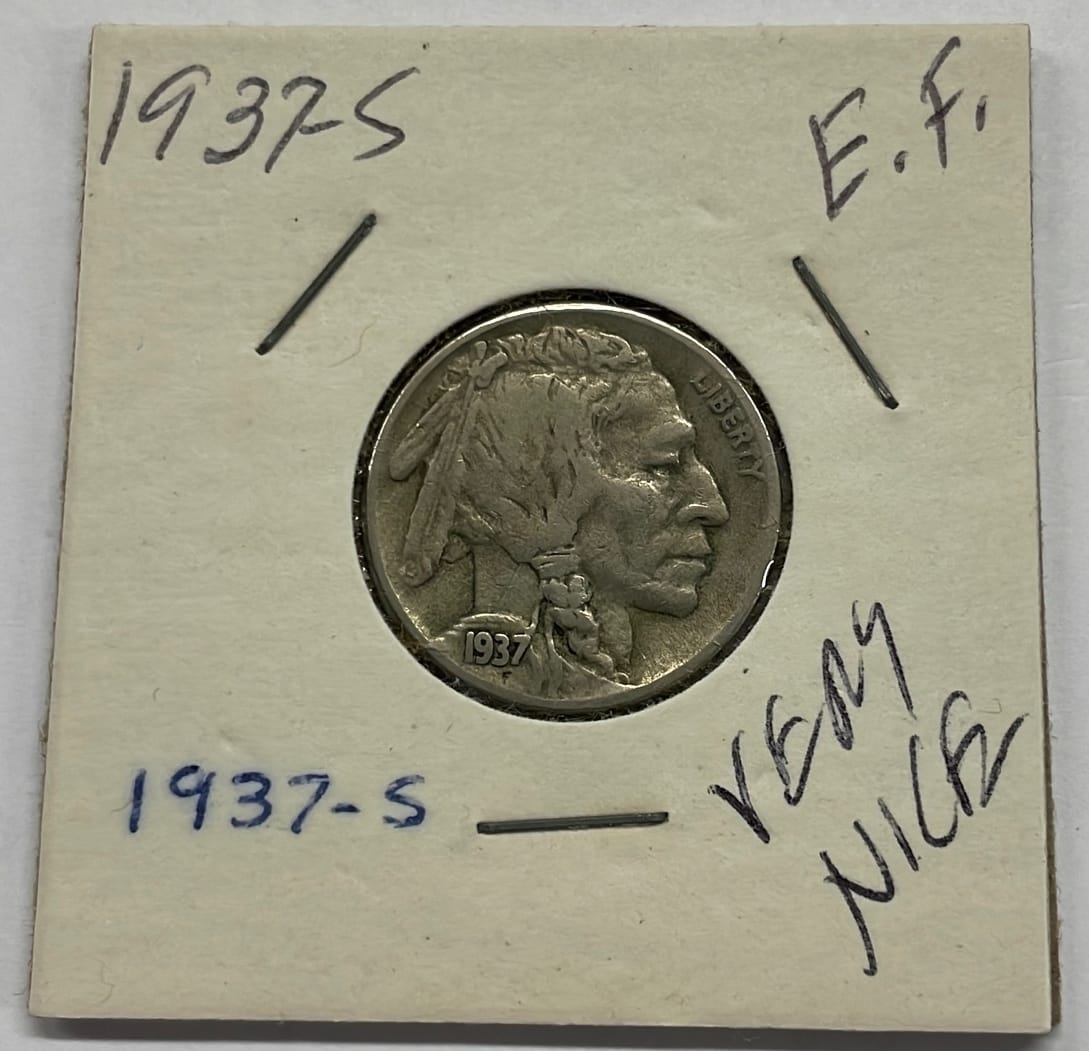 1937-S
E.F.
LIBERTY
1937
F
1937-S
VERY
NICE